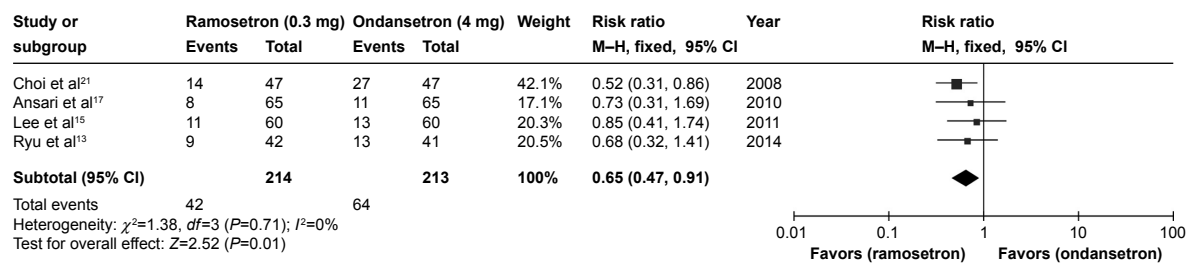 Study or Ramosetron (0.3 mg) Ondansetron (4 mg) Weight Risk ratio Year Risk ratio
subgroup Events Total Events Total M–H, fixed, 95% CI M–H, fixed, 95% CI
Choi et al²¹ 14 47 27 47 42.1% 0.52 (0.31, 0.86) 2008
Ansari et al¹⁷ 8 65 11 65 17.1% 0.73 (0.31, 1.69) 2010
Lee et al¹⁵ 11 60 13 60 20.3% 0.85 (0.41, 1.74) 2011
Ryu et al¹³ 9 42 13 41 20.5% 0.68 (0.32, 1.41) 2014
Subtotal (95% CI) 214 213 100% 0.65 (0.47, 0.91)
Total events 42 64
Heterogeneity: χ²=1.38, df=3 (P=0.71); I²=0%
Test for overall effect: Z=2.52 (P=0.01)
0.01 0.1 1 10 100
Favors (ramosetron) Favors (ondansetron)